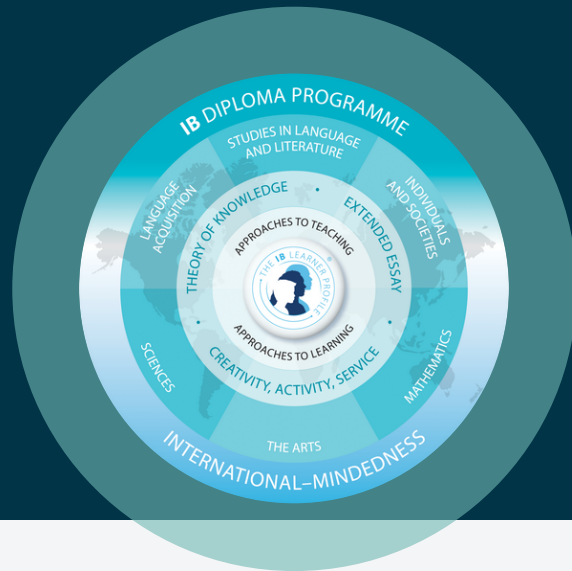 IB DIPLOMA PROGRAMME
STUDIES IN LANGUAGE
AND LITERATURE
LANGUAGE
ACQUISITION
INDIVIDUALS
AND SOCIETIES
THEORY OF KNOWLEDGE
•
EXTENDED ESSAY
•
CREATIVITY, ACTIVITY, SERVICE
•
APPROACHES TO TEACHING
THE IB LEARNER PROFILE
®
APPROACHES TO LEARNING
SCIENCES
MATHEMATICS
THE ARTS
INTERNATIONAL–MINDEDNESS